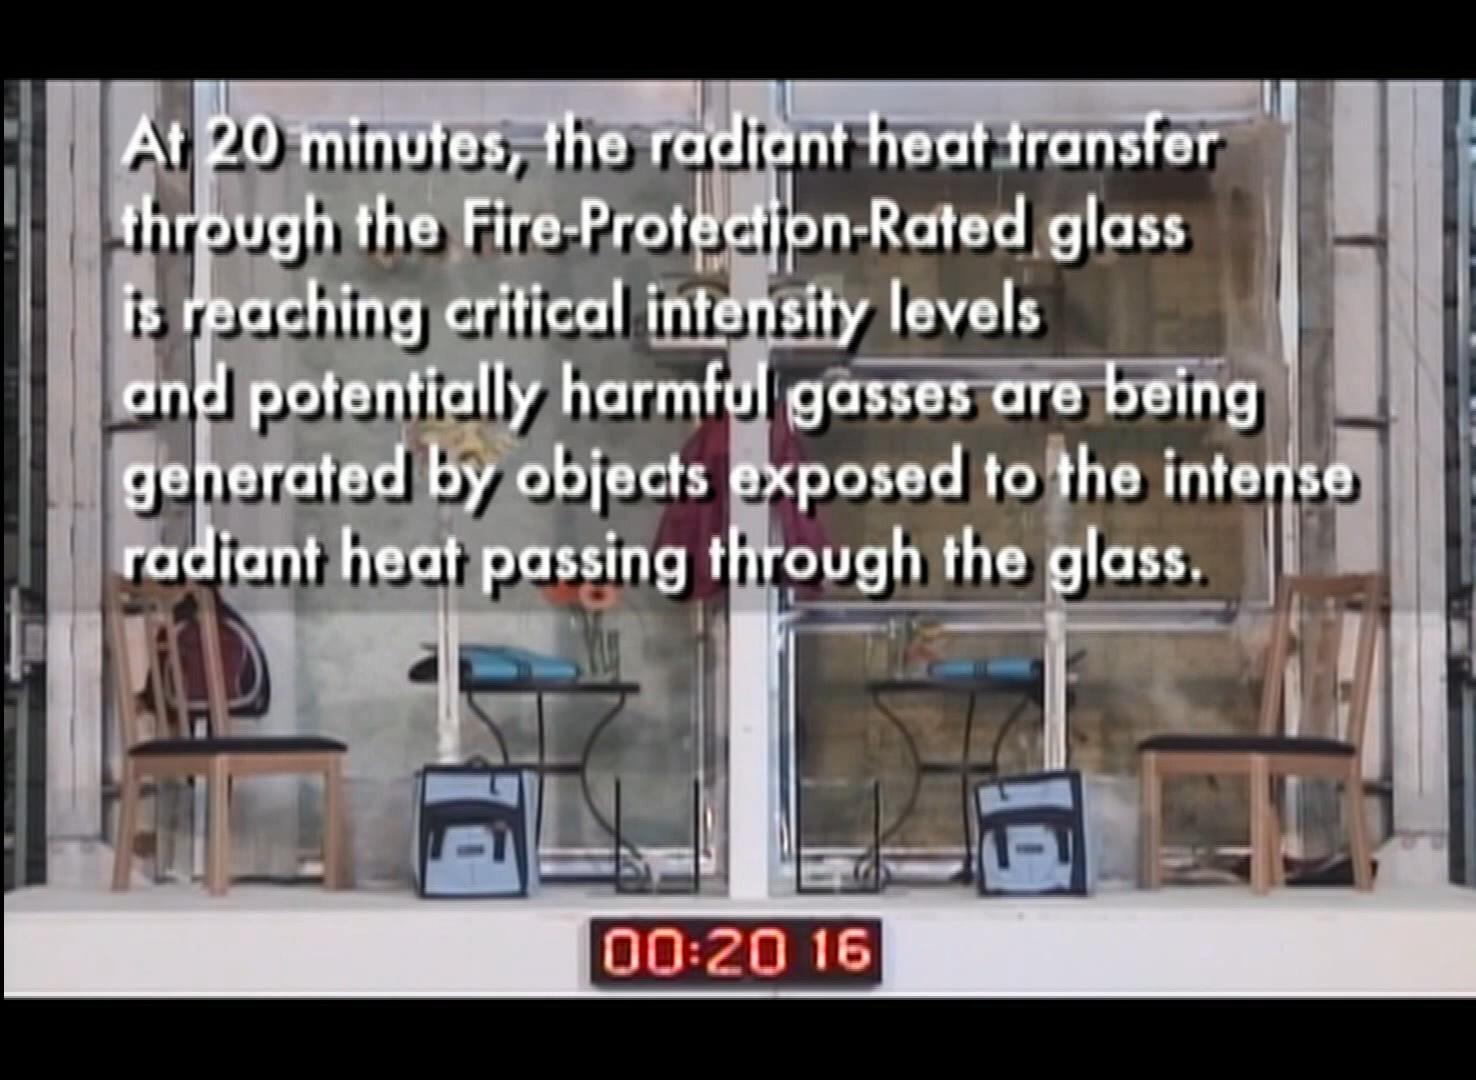 At 20 minutes, the radiant heat transfer
through the Fire-Protection-Rated glass
is reaching critical intensity levels
and potentially harmful gasses are being
generated by objects exposed to the intense
radiant heat passing through the glass.
00:20 16